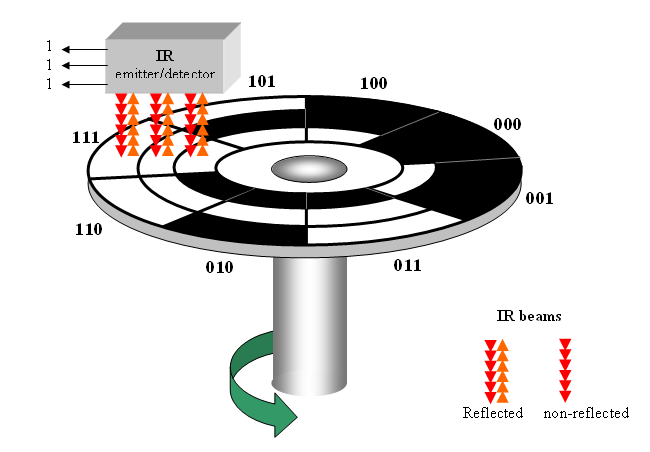 1
1
1
IR
emitter/detector
101
100
000
111
001
110
010
011
IR beams
Reflected
non-reflected